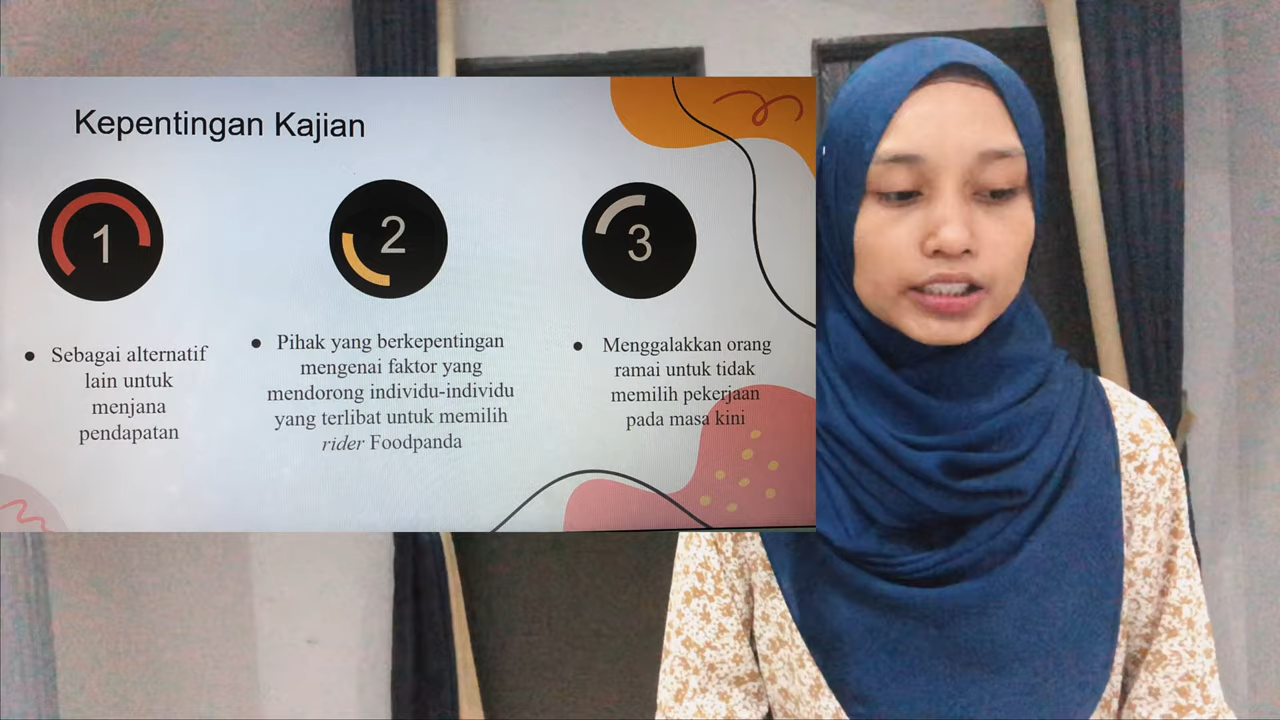 Kepentingan Kajian
1
2
3
● Sebagai alternatif
lain untuk
menjana
pendapatan
● Pihak yang berkepentingan
mengenai faktor yang
mendorong individu-individu
yang terlibat untuk memilih
rider Foodpanda
● Menggalakkan orang
ramai untuk tidak
memilih pekerjaan
pada masa kini